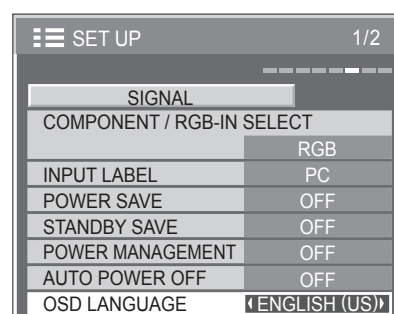 SET UP 1/2
SIGNAL
COMPONENT / RGB-IN SELECT
RGB
INPUT LABEL PC
POWER SAVE OFF
STANDBY SAVE OFF
POWER MANAGEMENT OFF
AUTO POWER OFF OFF
OSD LANGUAGE ENGLISH (US)